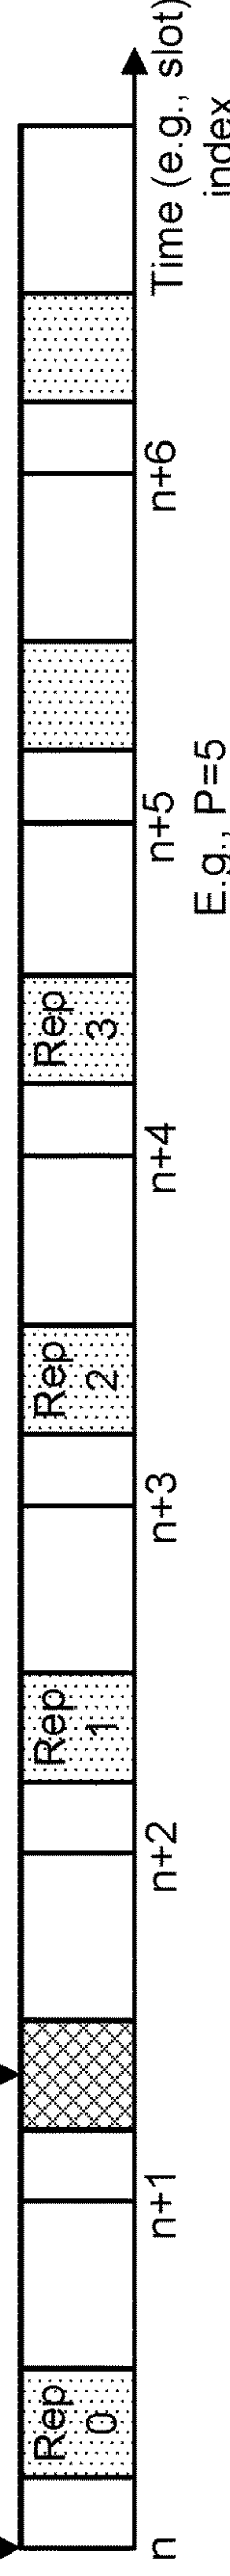 Rep
0
Rep
1
Rep
2
Rep
3
n
n+1
n+2
n+3
n+4
n+5
n+6
Time (e.g., slot)
index
E.g., P=5